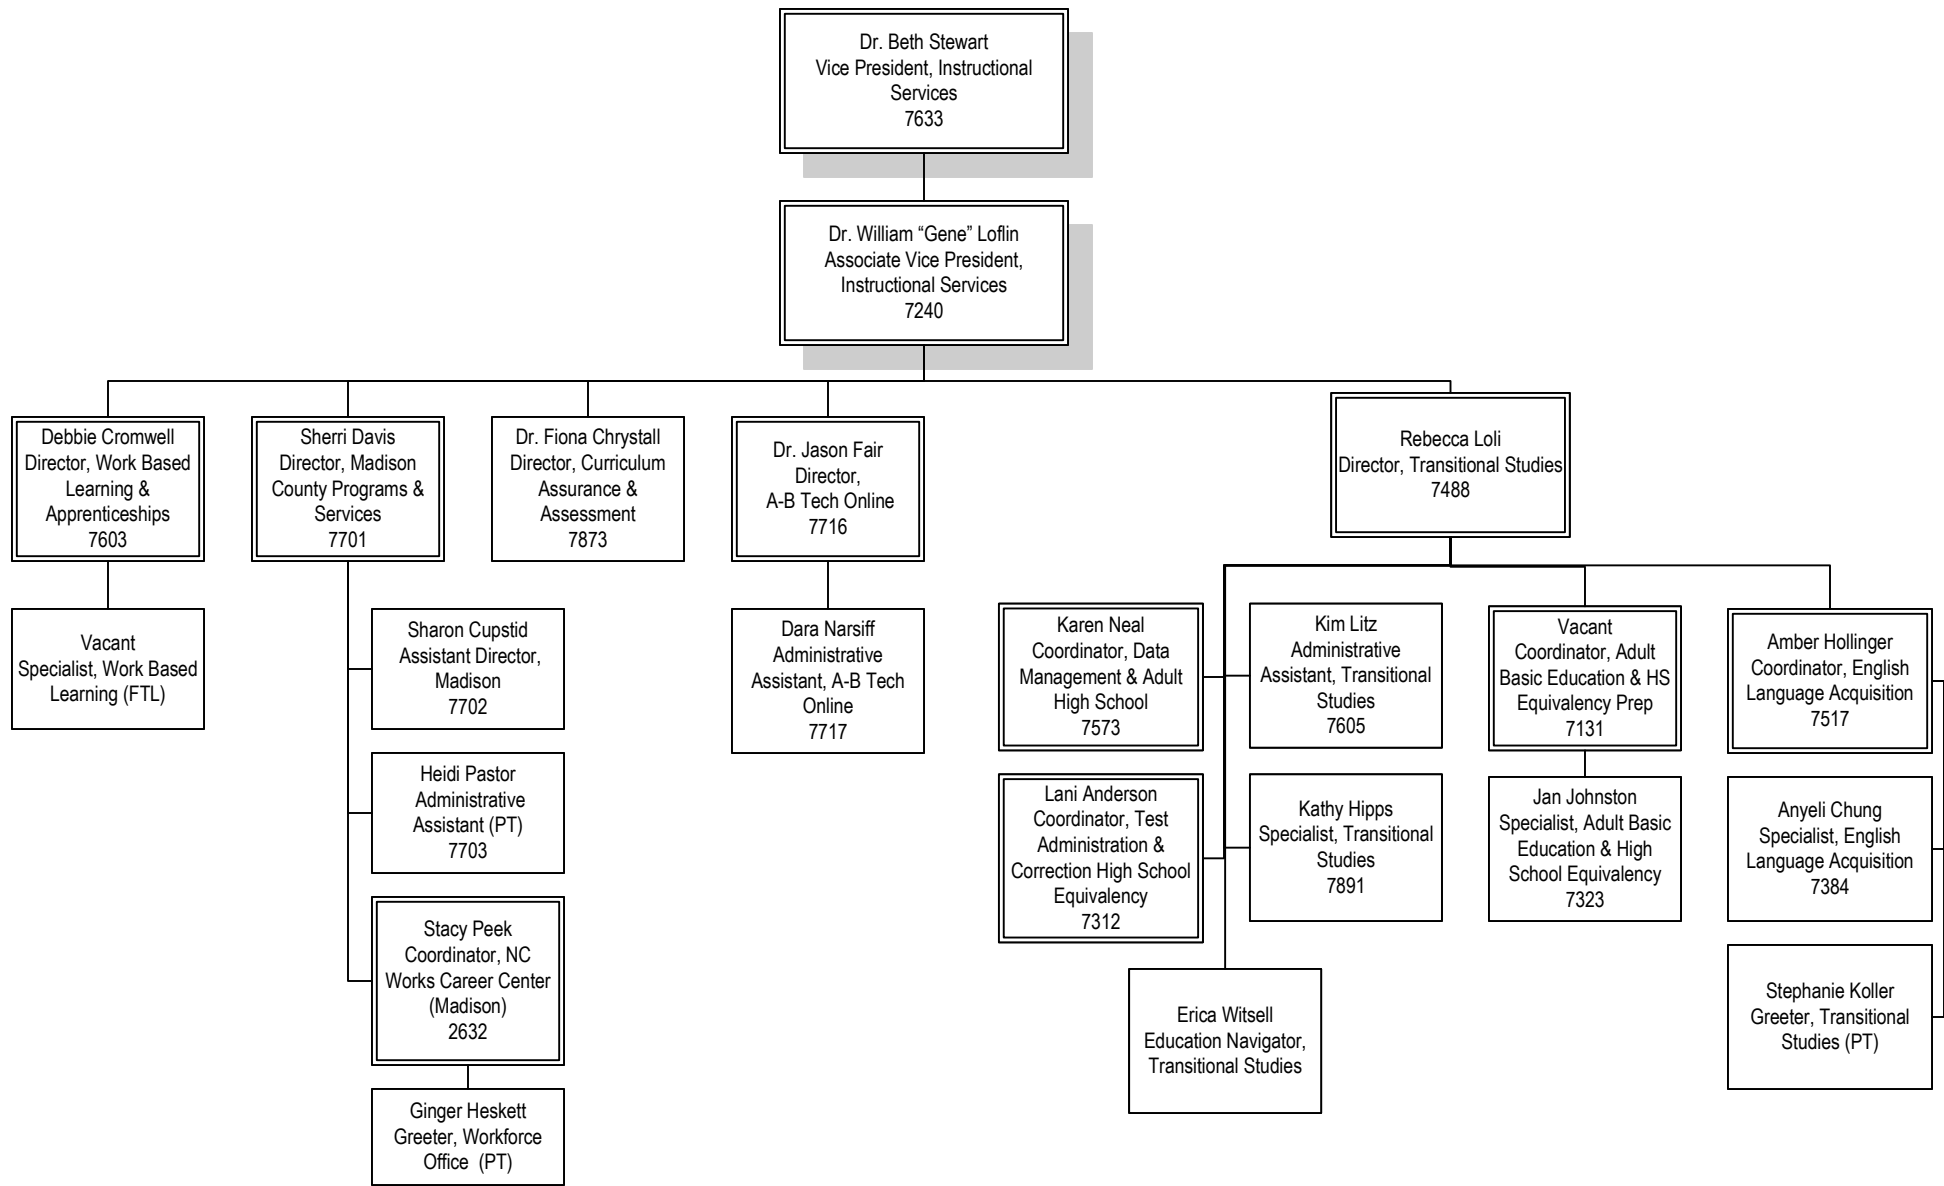 Dr. Beth Stewart
Vice President, Instructional
Services
7633
Dr. William “Gene” Loflin
Associate Vice President,
Instructional Services
7240
Debbie Cromwell
Director, Work Based
Learning &
Apprenticeships
7603
Sherri Davis
Director, Madison
County Programs &
Services
7701
Dr. Fiona Chrystall
Director, Curriculum
Assurance &
Assessment
7873
Dr. Jason Fair
Director,
A-B Tech Online
7716
Rebecca Loli
Director, Transitional Studies
7488
Vacant
Specialist, Work Based
Learning (FTL)
Sharon Cupstid
Assistant Director,
Madison
7702
Heidi Pastor
Administrative
Assistant (PT)
7703
Stacy Peek
Coordinator, NC
Works Career Center
(Madison)
2632
Ginger Heskett
Greeter, Workforce
Office (PT)
Dara Narsiff
Administrative
Assistant, A-B Tech
Online
7717
Karen Neal
Coordinator, Data
Management & Adult
High School
7573
Kim Litz
Administrative
Assistant, Transitional
Studies
7605
Vacant
Coordinator, Adult
Basic Education & HS
Equivalency Prep
7131
Amber Hollinger
Coordinator, English
Language Acquisition
7517
Lani Anderson
Coordinator, Test
Administration &
Correction High School
Equivalency
7312
Kathy Hipps
Specialist, Transitional
Studies
7891
Jan Johnston
Specialist, Adult Basic
Education & High
School Equivalency
7323
Anyeli Chung
Specialist, English
Language Acquisition
7384
Erica Witsell
Education Navigator,
Transitional Studies
Stephanie Koller
Greeter, Transitional
Studies (PT)